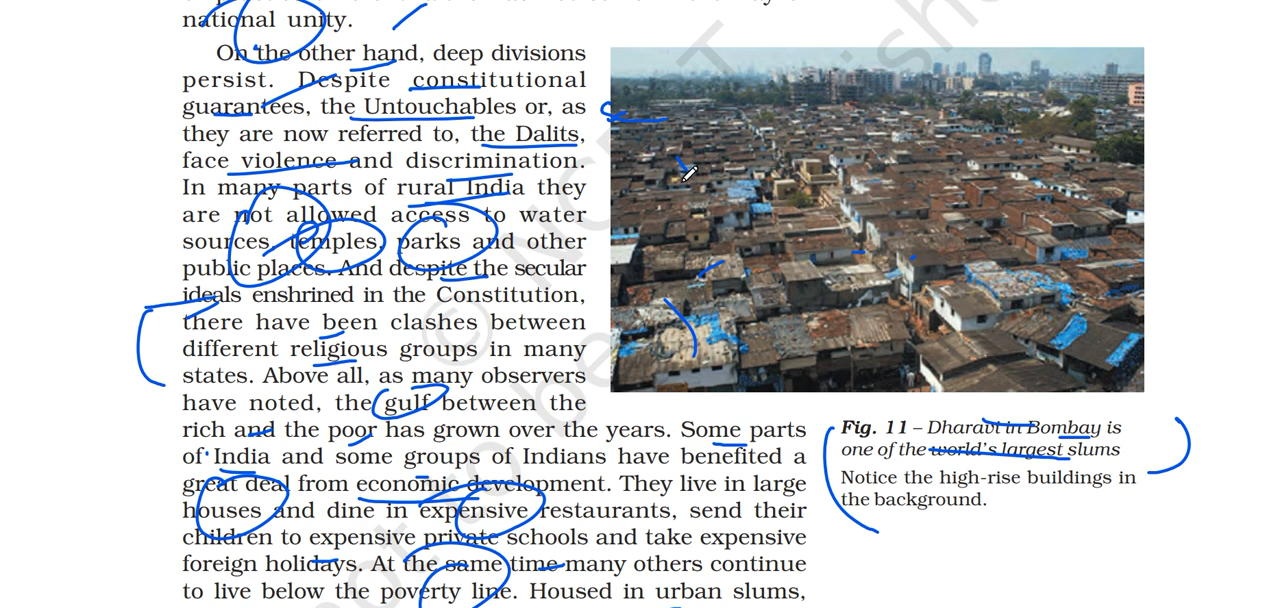 national unity.
On the other hand, deep divisions
persist. Despite constitutional
guarantees, the Untouchables or, as
they are now referred to, the Dalits,
face violence and discrimination.
In many parts of rural India they
are not allowed access to water
sources, temples, parks and other
public places. And despite the secular
ideals enshrined in the Constitution,
there have been clashes between
different religious groups in many
states. Above all, as many observers
have noted, the gulf between the
rich and the poor has grown over the years. Some parts
of India and some groups of Indians have benefited a
great deal from economic development. They live in large
houses and dine in expensive restaurants, send their
children to expensive private schools and take expensive
foreign holidays. At the same time many others continue
to live below the poverty line. Housed in urban slums,
Fig. 11 – Dharavi in Bombay is
one of the world's largest slums
Notice the high-rise buildings in
the background.